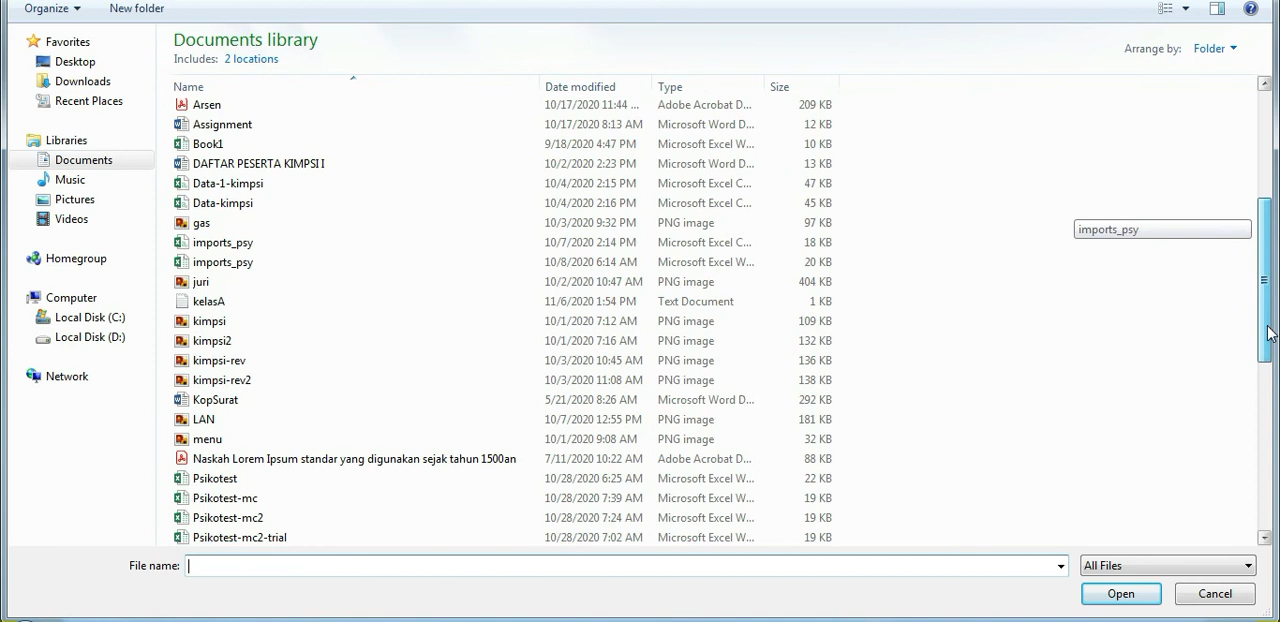 Organize New folder
Documents library
Includes: 2 locations
Arrange by: Folder
Favorites
Desktop
Downloads
Recent Places
Libraries
Documents
Music
Pictures
Videos
Homegroup
Computer
Local Disk (C:)
Local Disk (D:)
Network
Name Date modified Type Size
Arsen 10/17/2020 11:44 ... Adobe Acrobat D... 209 KB
Assignment 10/17/2020 8:13 AM Microsoft Word D... 12 KB
Book1 9/18/2020 4:47 PM Microsoft Excel W... 10 KB
DAFTAR PESERTA KIMPSI I 10/2/2020 2:23 PM Microsoft Word D... 13 KB
Data-1-kimpsi 10/4/2020 2:15 PM Microsoft Excel C... 47 KB
Data-kimpsi 10/4/2020 2:16 PM Microsoft Excel C... 45 KB
gas 10/3/2020 9:32 PM PNG image 97 KB
imports_psy 10/7/2020 2:14 PM Microsoft Excel C... 18 KB
imports_psy 10/8/2020 6:14 AM Microsoft Excel W... 20 KB
juri 10/2/2020 10:47 AM PNG image 404 KB
kelasA 11/6/2020 1:54 PM Text Document 1 KB
kimpsi 10/1/2020 7:12 AM PNG image 109 KB
kimpsi2 10/1/2020 7:16 AM PNG image 132 KB
kimpsi-rev 10/3/2020 10:45 AM PNG image 136 KB
kimpsi-rev2 10/3/2020 11:08 AM PNG image 138 KB
KopSurat 5/21/2020 8:26 AM Microsoft Word D... 292 KB
LAN 10/7/2020 12:55 PM PNG image 181 KB
menu 10/1/2020 9:08 AM PNG image 32 KB
Naskah Lorem Ipsum standar yang digunakan sejak tahun 1500an 7/11/2020 10:22 AM Adobe Acrobat D... 88 KB
Psikotest 10/28/2020 6:25 AM Microsoft Excel W... 22 KB
Psikotest-mc 10/28/2020 7:39 AM Microsoft Excel W... 19 KB
Psikotest-mc2 10/28/2020 7:24 AM Microsoft Excel W... 19 KB
Psikotest-mc2-trial 10/28/2020 7:02 AM Microsoft Excel W... 19 KB
imports_psy
File name: All Files
Open Cancel